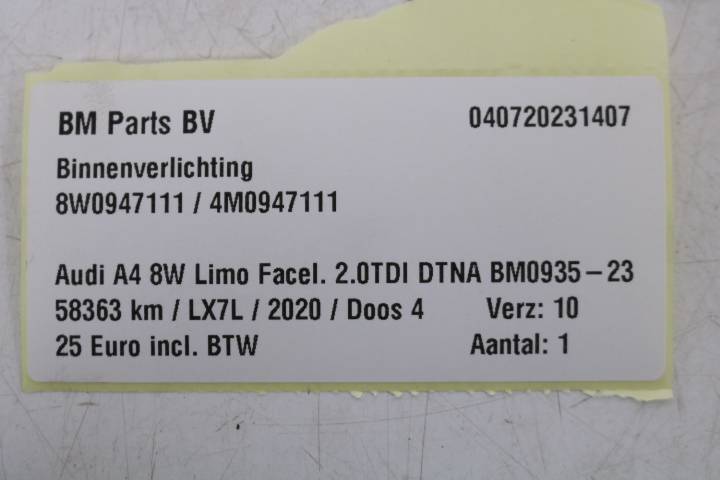 BM Parts BV 040720231407
Binnenverlichting
8W0947111 / 4M0947111
Audi A4 8W Limo Facel. 2.0TDI DTNA BM0935-23
58363 km / LX7L / 2020 / Doos 4 Verz: 10
25 Euro incl. BTW Aantal: 1